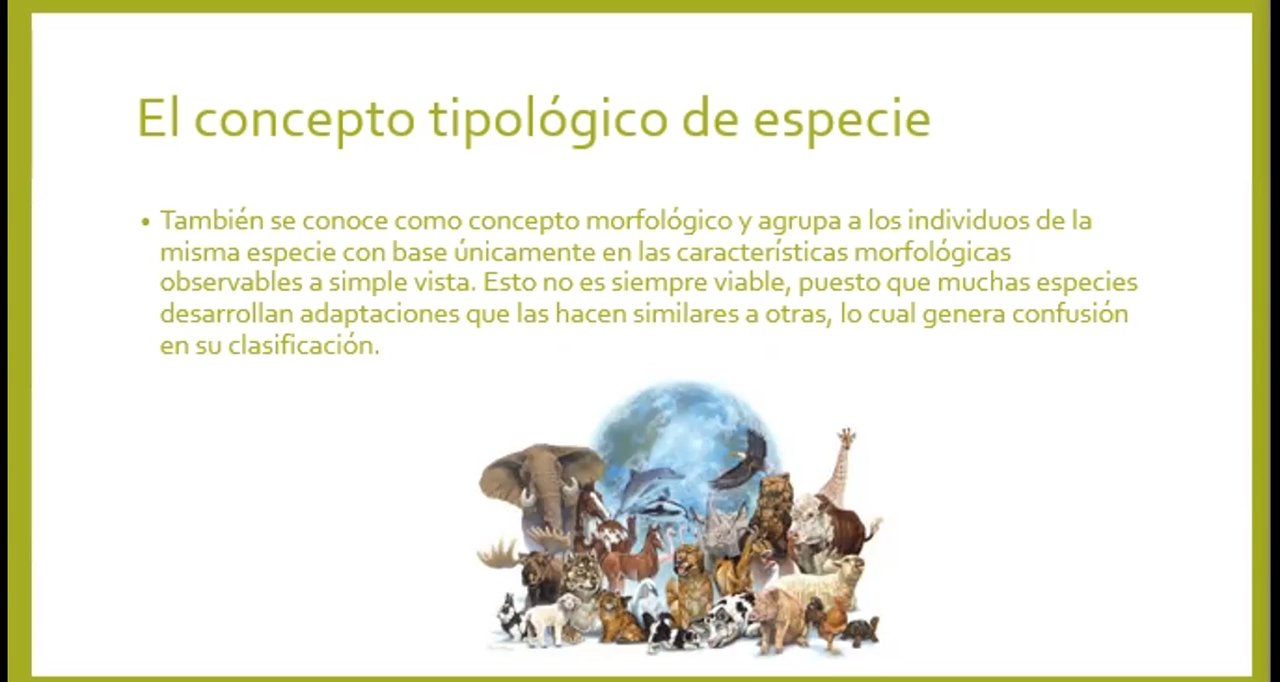 El concepto tipológico de especie
• También se conoce como concepto morfológico y agrupa a los individuos de la
misma especie con base únicamente en las características morfológicas
observables a simple vista. Esto no es siempre viable, puesto que muchas especies
desarrollan adaptaciones que las hacen similares a otras, lo cual genera confusión
en su clasificación.